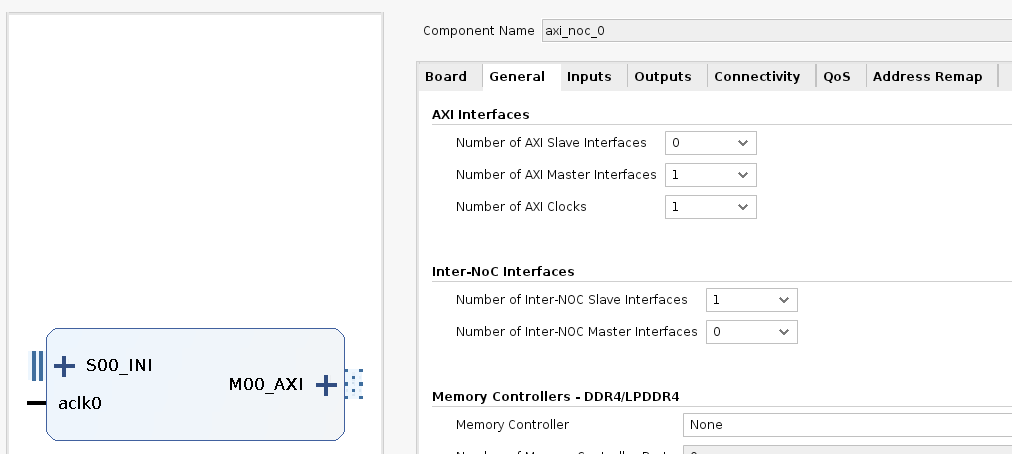 Component Name axi_noc_0
Board General Inputs Outputs Connectivity QoS Address Remap
AXI Interfaces
Number of AXI Slave Interfaces 0
Number of AXI Master Interfaces 1
Number of AXI Clocks 1
Inter-NoC Interfaces
Number of Inter-NOC Slave Interfaces 1
Number of Inter-NOC Master Interfaces 0
Memory Controllers - DDR4/LPDDR4
Memory Controller None
S00_INI
M00_AXI
aclk0